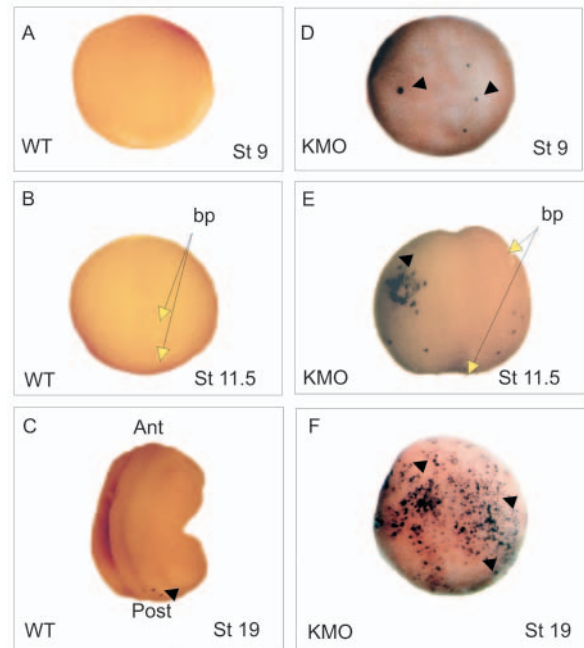 A
WT
St 9
D
KMO
St 9
B
bp
WT
St 11.5
E
bp
KMO
St 11.5
C
Ant
Post
WT
St 19
F
KMO
St 19